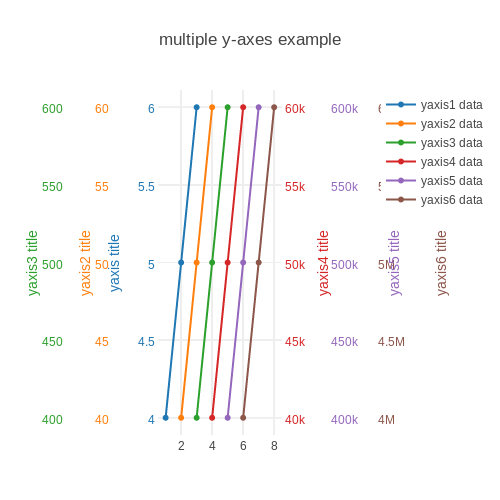 multiple y-axes example
600 60 6 60k 600k
yaxis1 data
yaxis2 data
yaxis3 data
yaxis4 data
yaxis5 data
yaxis6 data
550 55 5.5 55k 550k
500 50 5 50k 500k 5M
450 45 4.5 45k 450k 4.5M
400 40 4 40k 400k 4M
yaxis3 title
yaxis2 title
yaxis title
yaxis4 title
yaxis5 title
yaxis6 title
2 4 6 8